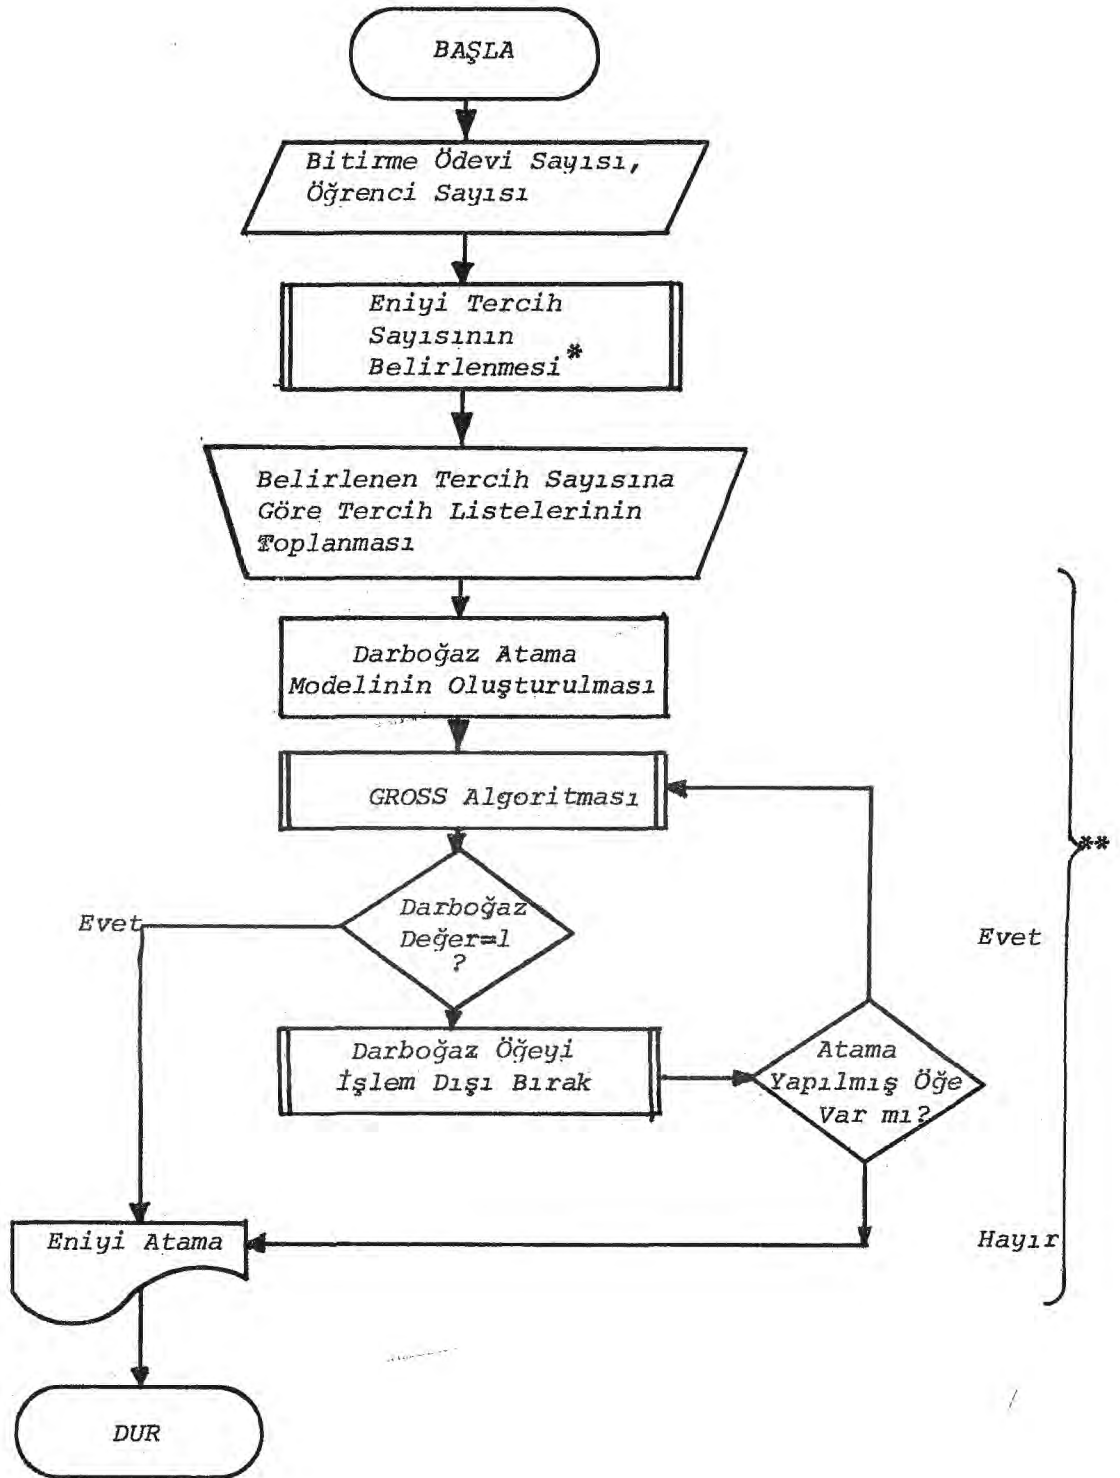 BAŞLA
Bitirme Ödevi Sayısı,
Öğrenci Sayısı
Eniyi Tercih
Sayısının
Belirlenmesi*
Belirlenen Tercih Sayısına
Göre Tercih Listelerinin
Toplanması
Darboğaz Atama
Modelinin Oluşturulması
GROSS Algoritması
**
Evet
Darboğaz
Değer=1
?
Evet
Darboğaz Öğeyi
İşlem Dışı Bırak
Atama
Yapılmış Öğe
Var mı?
Eniyi Atama
Hayır
DUR